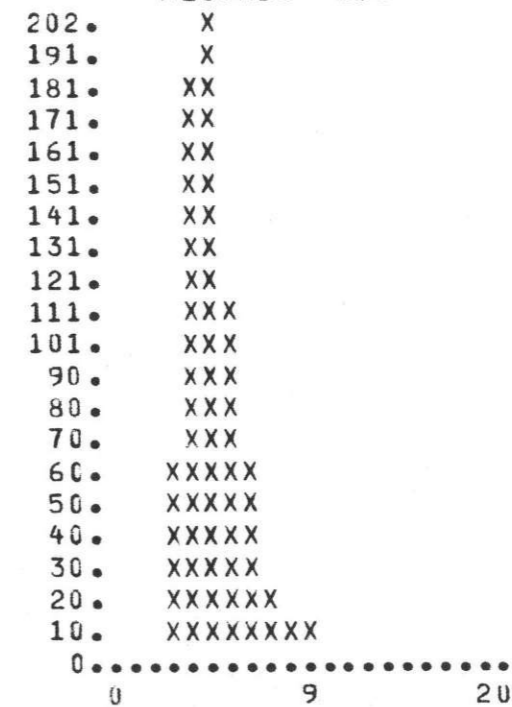 202. X
191. X
181. XX
171. XX
161. XX
151. XX
141. XX
131. XX
121. XX
111. XXX
101. XXX
90. XXX
80. XXX
70. XXX
60. XXXXX
50. XXXXX
40. XXXXX
30. XXXXX
20. XXXXXX
10. XXXXXXXX
0.....................
0 9 20